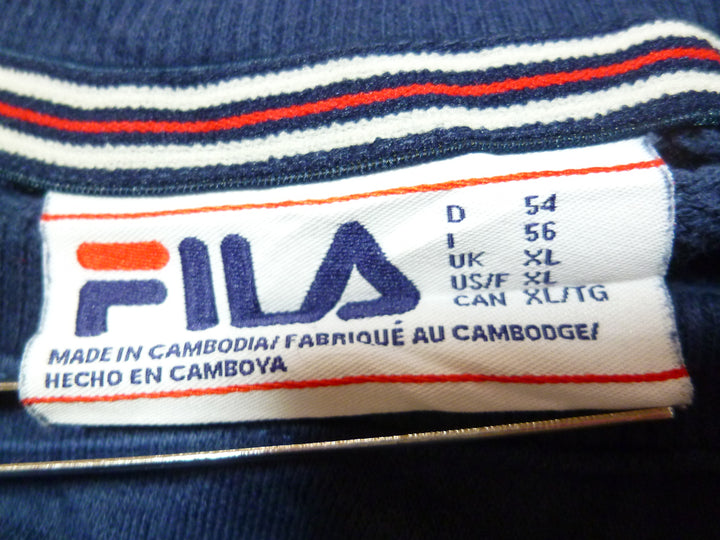 FILA
D 54
I 56
UK XL
US/F XL
CAN XL/TG
MADE IN CAMBODIA/ FABRIQUÉ AU CAMBODGE/
HECHO EN CAMBOYA